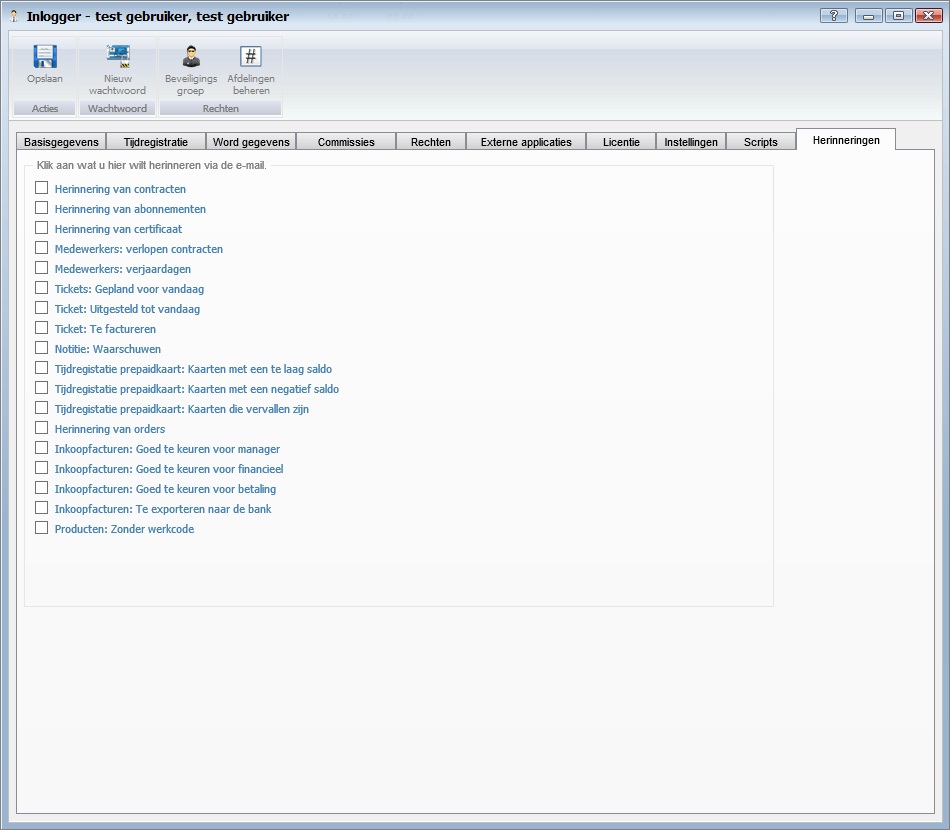 Inlogger - test gebruiker, test gebruiker
?
Opslaan
Nieuw
wachtwoord
Beveiligings
groep
#
Afdelingen
beheren
Acties
Wachtwoord
Rechten
Basisgegevens Tijdregistratie Word gegevens Commissies Rechten Externe applicaties Licentie Instellingen Scripts Herinneringen
Klik aan wat u hier wilt herinneren via de e-mail.
Herinnering van contracten
Herinnering van abonnementen
Herinnering van certificaat
Medewerkers: verlopen contracten
Medewerkers: verjaardagen
Tickets: Gepland voor vandaag
Ticket: Uitgesteld tot vandaag
Ticket: Te factureren
Notitie: Waarschuwen
Tijdregistatie prepaidkaart: Kaarten met een te laag saldo
Tijdregistatie prepaidkaart: Kaarten met een negatief saldo
Tijdregistatie prepaidkaart: Kaarten die vervallen zijn
Herinnering van orders
Inkoopfacturen: Goed te keuren voor manager
Inkoopfacturen: Goed te keuren voor financieel
Inkoopfacturen: Goed te keuren voor betaling
Inkoopfacturen: Te exporteren naar de bank
Producten: Zonder werkcode